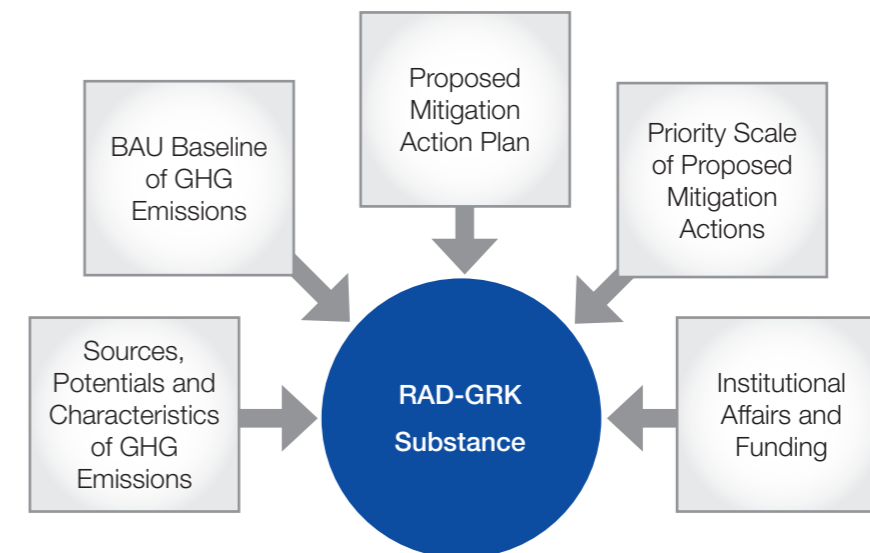 Proposed
Mitigation
Action Plan
BAU Baseline
of GHG
Emissions
Priority Scale
of Proposed
Mitigation
Actions
Sources,
Potentials and
Characteristics
of GHG
Emissions
RAD-GRK
Substance
Institutional
Affairs and
Funding